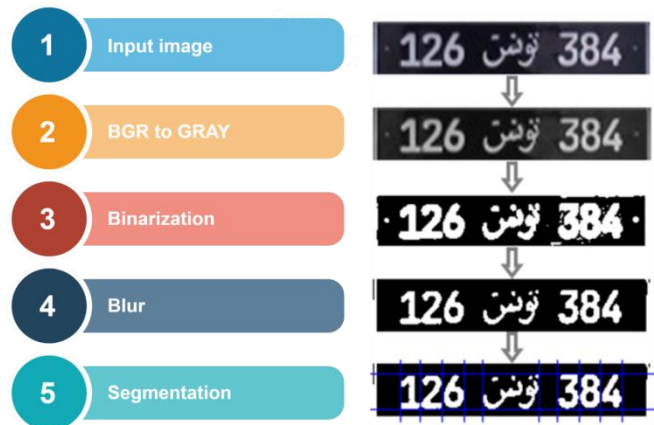 1 Input image 126 تونس 384
2 BGR to GRAY 126 تونس 384
3 Binarization 126 تونس 384
4 Blur 126 تونس 384
5 Segmentation 126 تونس 384